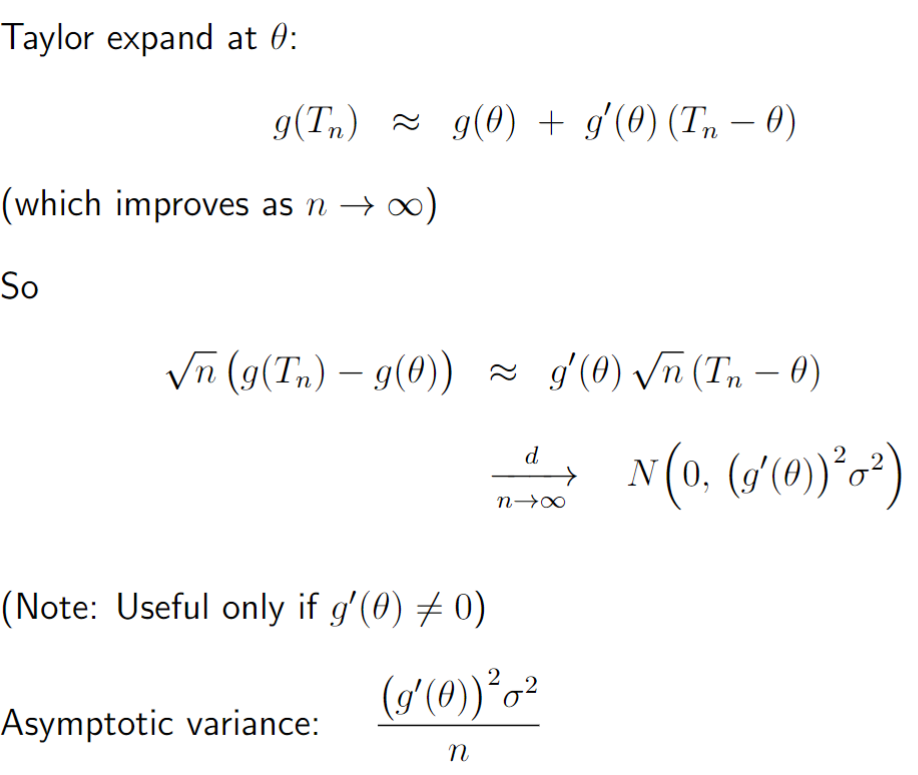 Taylor expand at θ:
g(Tₙ) ≈ g(θ) + g′(θ) (Tₙ − θ)
(which improves as n → ∞)
So
√n (g(Tₙ) − g(θ)) ≈ g′(θ) √n (Tₙ − θ)
d
⟶ N(0, (g′(θ))²σ²)
n→∞
(Note: Useful only if g′(θ) ≠ 0)
Asymptotic variance: (g′(θ))²σ² / n